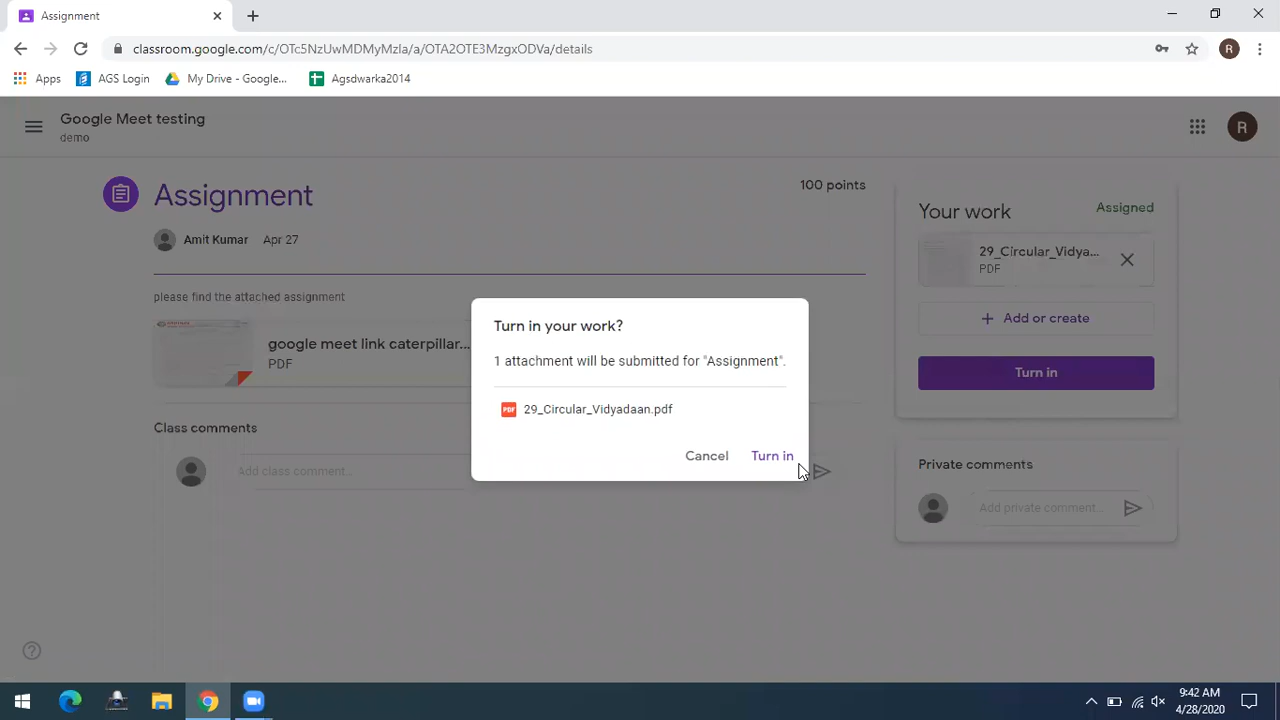 Assignment
classroom.google.com/c/OTc5NzUwMDMyMzla/a/OTA2OTE3MzgxODVa/details
R
Apps
AGS Login
My Drive - Google...
Agsdwarka2014
Google Meet testing
demo
R
Assignment
100 points
Amit Kumar
Apr 27
please find the attached assignment
google meet link caterpillar...
PDF
Class comments
Add class comment...
Your work
Assigned
29_Circular_Vidya...
PDF
Add or create
Turn in
Private comments
Add private comment...
Turn in your work?
1 attachment will be submitted for "Assignment".
PDF
29_Circular_Vidyadaan.pdf
Cancel
Turn in
9:42 AM
4/28/2020